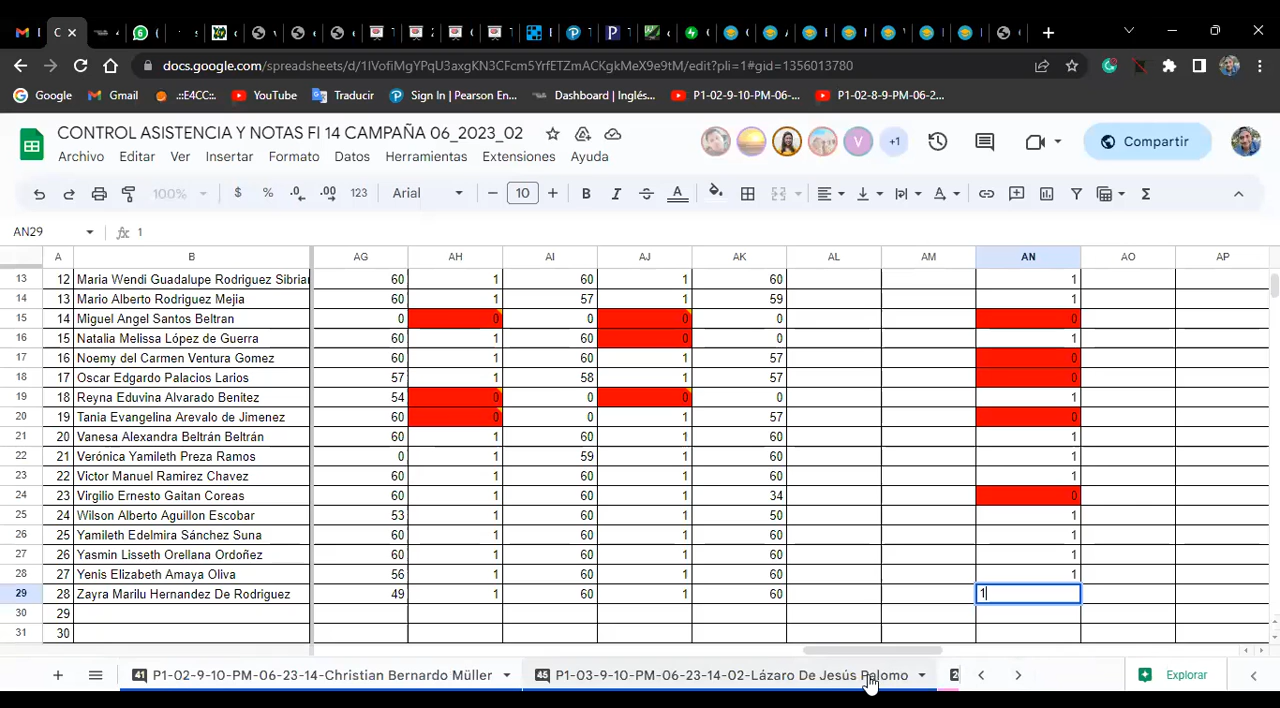 docs.google.com/spreadsheets/d/1IVofiMqYPqU3axgKN3CFcm5YrfETZmACKgkMeX9e9tM/edit?pli=1#gid=1356013780
Google Gmail .::E4CC::. YouTube Traducir Sign In | Pearson En... Dashboard | Inglés... P1-02-9-10-PM-06-... P1-02-8-9-PM-06-2...
CONTROL ASISTENCIA Y NOTAS FI 14 CAMPAÑA 06_2023_02
V +1 Compartir
Archivo Editar Ver Insertar Formato Datos Herramientas Extensiones Ayuda
100% $ % .0 .00 123 Arial 10 B I A
AN29 fx 1
A B AG AH AI AJ AK AL AM AN AO AP
13 12 Maria Wendi Guadalupe Rodriguez Sibrian 60 1 60 1 60 1
14 13 Mario Alberto Rodriguez Mejia 60 1 57 1 59 1
15 14 Miguel Angel Santos Beltran 0 0 0 0 0 0
16 15 Natalia Melissa López de Guerra 60 1 60 0 0 1
17 16 Noemy del Carmen Ventura Gomez 60 1 60 1 57 0
18 17 Oscar Edgardo Palacios Larios 57 1 58 1 57 0
19 18 Reyna Eduvina Alvarado Benitez 54 0 0 0 0 1
20 19 Tania Evangelina Arevalo de Jimenez 60 0 0 1 57 0
21 20 Vanesa Alexandra Beltrán Beltrán 60 1 60 1 60 1
22 21 Verónica Yamileth Preza Ramos 0 1 59 1 60 1
23 22 Victor Manuel Ramirez Chavez 60 1 60 1 60 1
24 23 Virgilio Ernesto Gaitan Coreas 60 1 60 1 34 0
25 24 Wilson Alberto Aguillon Escobar 53 1 60 1 50 1
26 25 Yamileth Edelmira Sánchez Suna 60 1 60 1 60 1
27 26 Yasmin Lisseth Orellana Ordoñez 60 1 60 1 60 1
28 27 Yenis Elizabeth Amaya Oliva 56 1 60 1 60 1
29 28 Zayra Marilu Hernandez De Rodriguez 49 1 60 1 60 1
30 29
31 30
41 P1-02-9-10-PM-06-23-14-Christian Bernardo Müller 45 P1-03-9-10-PM-06-23-14-02-Lázaro De Jesús Palomo 2 Explorar